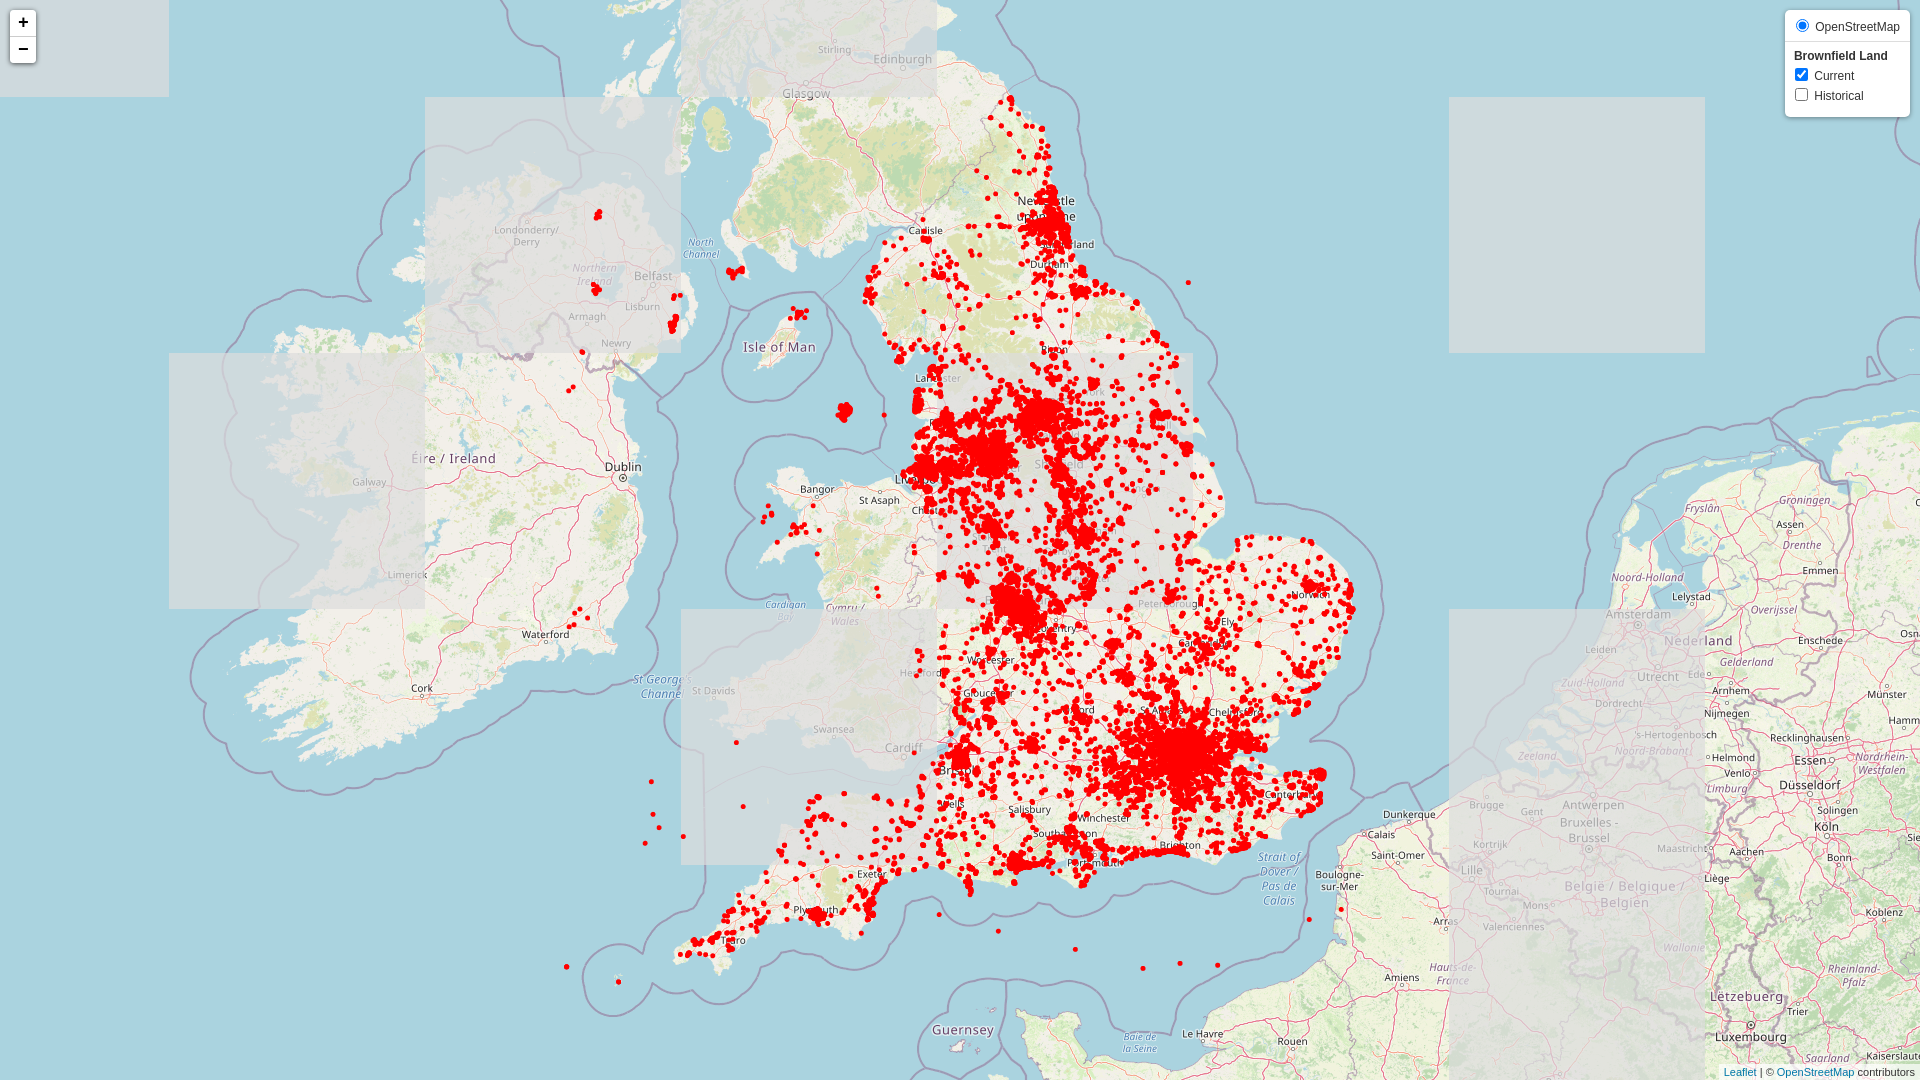 +
−
OpenStreetMap
Brownfield Land
Current
Historical
Stirling
Edinburgh
Glasgow
Newcastle
upon Tyne
Carlisle
Sunderland
Durham
North
Channel
Londonderry/
Derry
Northern
Ireland
Belfast
Lisburn
Armagh
Newry
Isle of Man
Ripon
Lancaster
Éire / Ireland
Dublin
Galway
Bangor
St Asaph
Limerick
Cardigan
Bay
Cymru /
Wales
Peterborough
Norwich
Ely
Coventry
Waterford
Worcester
Hereford
St George's
Channel
St Davids
Cork
Gloucester
St Albans
Chelmsford
Swansea
Cardiff
Bristol
Wells
Salisbury
Winchester
Canterbury
Southampton
Brighton
Portsmouth
Exeter
Plymouth
Truro
Strait of
Dover /
Pas de
Calais
Dunkerque
Calais
Saint-Omer
Boulogne-
sur-Mer
Lille
Arras
Amiens
Hauts-de-
France
Guernsey
Baie de
la Seine
Le Havre
Rouen
Groningen
Fryslân
Assen
Drenthe
Emmen
Noord-Holland
Lelystad
Overijssel
Amsterdam
Nederland
Enschede
Leiden
Gelderland
Utrecht
Ede
Zuid-Holland
Arnhem
Münster
Dordrecht
Nijmegen
's-Hertogenbosch
Recklinghausen
Noord-Brabant
Zeeland
Helmond
Essen
Nordrhein-
Westfalen
Venlo
Limburg
Düsseldorf
Brugge
Antwerpen
Gent
Solingen
Bruxelles -
Brussel
Köln
Kortrijk
Maastricht
Aachen
Bonn
Liège
Tournai
België / Belgique /
Belgien
Mons
Koblenz
Valenciennes
Wallonie
Rheinland-
Pfalz
Lëtzebuerg
Trier
Luxembourg
Saarland
Leaflet | © OpenStreetMap contributors